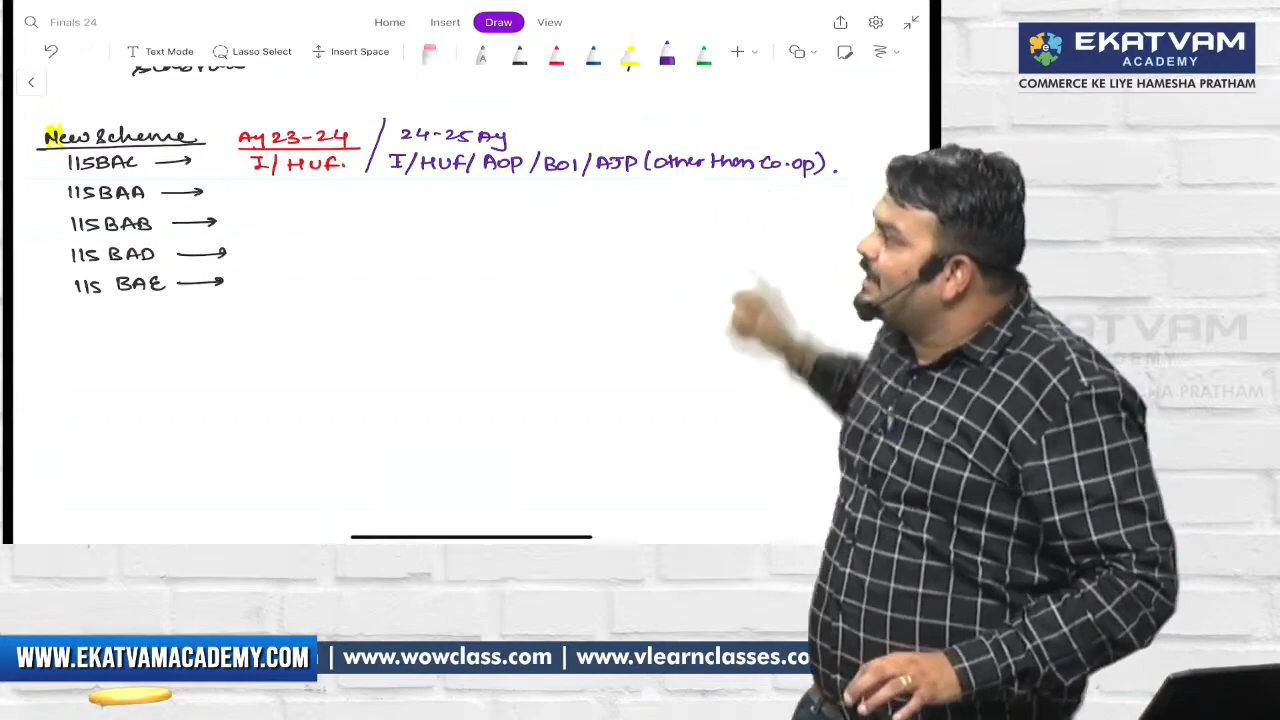 Finals 24
Home Insert Draw View
Text Mode Lasso Select Insert Space
EKATVAM
ACADEMY
COMMERCE KE LIYE HAMESHA PRATHAM
New Scheme Ay 23-24 / 24-25 Ay
115BAC → I/ HUF. I/HUF/ AOP /BOI/ AJP (other then co.op).
115BAA →
115BAB →
115 BAD →
115 BAE →
WWW.EKATVAMACADEMY.COM | www.wowclass.com | www.vlearnclasses.co